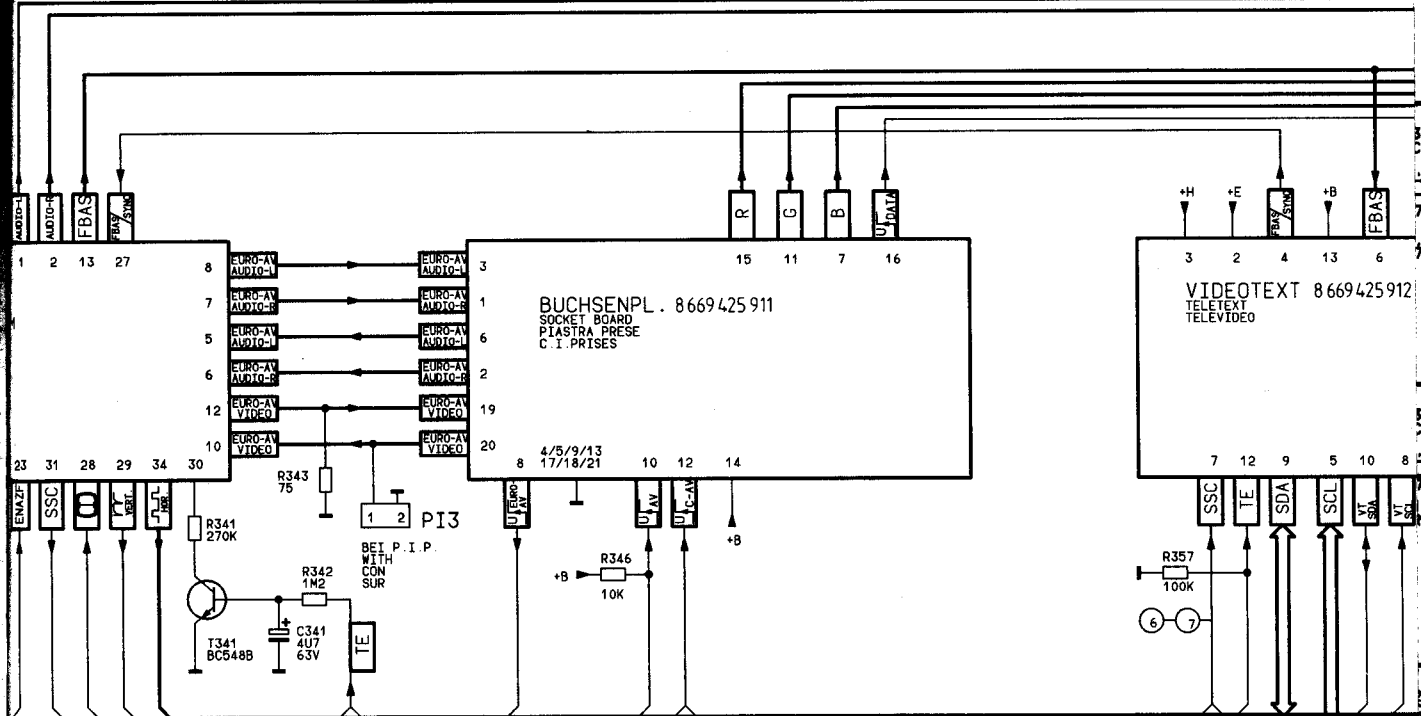 AUDIO-L
AUDIO-R
FBAS
FBAS/SYNC
R
G
B
U DATA
+H
+E
FBAS/SYNC
+B
FBAS
1 2 13 27
15 11 7 16
3 2 4 13 6
8 EURO-AV AUDIO-L
7 EURO-AV AUDIO-R
5 EURO-AV AUDIO-L
6 EURO-AV AUDIO-R
12 EURO-AV VIDEO
10 EURO-AV VIDEO
EURO-AV AUDIO-L 3
EURO-AV AUDIO-R 1
EURO-AV AUDIO-L 6
EURO-AV AUDIO-R 2
EURO-AV VIDEO 19
EURO-AV VIDEO 20
BUCHSENPL. 8669425911
SOCKET BOARD
PIASTRA PRESE
C.I.PRISES
VIDEOTEXT 8669425912
TELETEXT
TELEVIDEO
23 31 28 29 34 30
4/5/9/13
8 17/18/21 10 12 14
7 12 9 5 10 8
ENAZF
SSC
VERT.
HOR.
U EURO-AV
U AV
U C-AV
+B
SSC
TE
SDA
SCL
VT SDA
VT SCL
R343
75
R341
270K
1 2 PI3
BEI P.I.P.
WITH
CON
SUR
R342
1M2
+B
R346
10K
R357
100K
6 7
T341
BC548B
+
C341
4U7
63V
TE